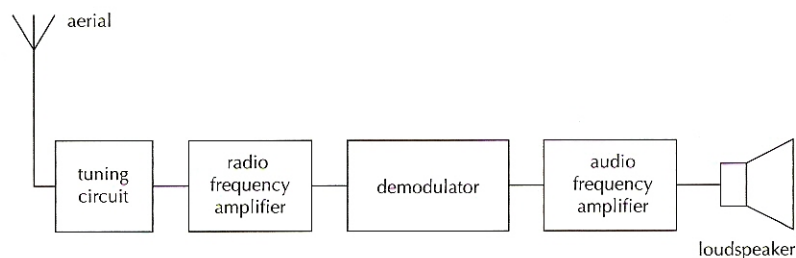 aerial
tuning
circuit
radio
frequency
amplifier
demodulator
audio
frequency
amplifier
loudspeaker